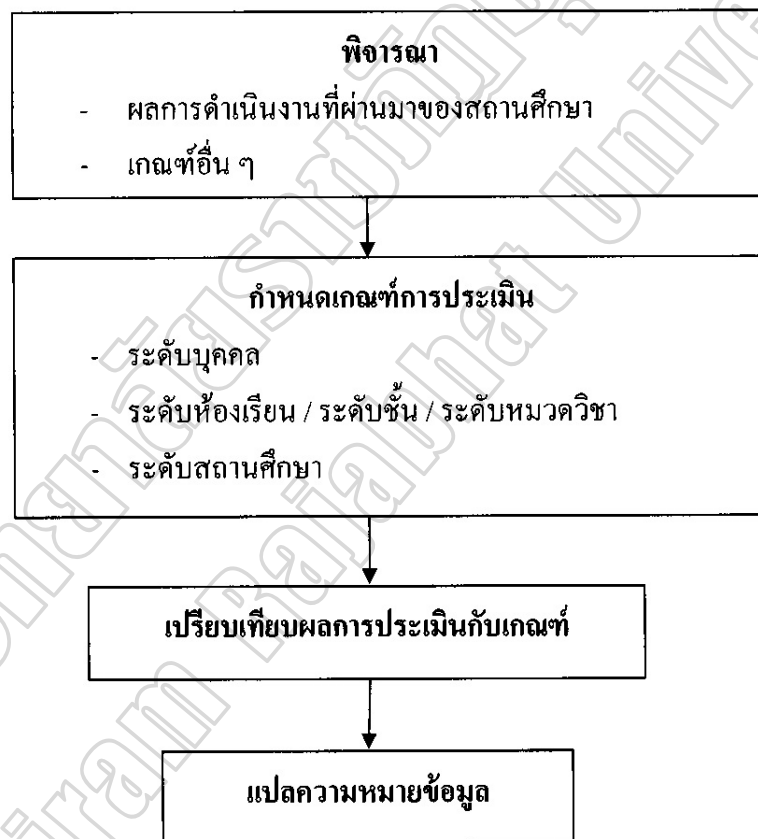 พิจารณา
- ผลการดำเนินงานที่ผ่านมาของสถานศึกษา
- เกณฑ์อื่น ๆ
กำหนดเกณฑ์การประเมิน
- ระดับบุคคล
- ระดับห้องเรียน / ระดับชั้น / ระดับหมวดวิชา
- ระดับสถานศึกษา
เปรียบเทียบผลการประเมินกับเกณฑ์
แปลความหมายข้อมูล
Rajabhat Unive